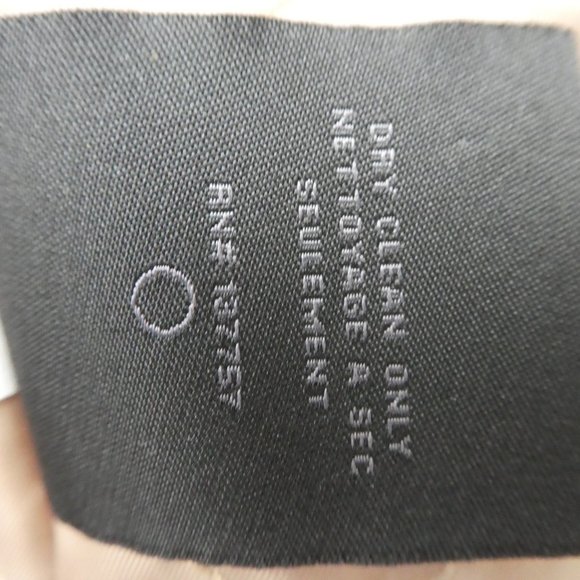 DRY CLEAN ONLY
NETTOYAGE A SEC
SEULEMENT
RN# 137757